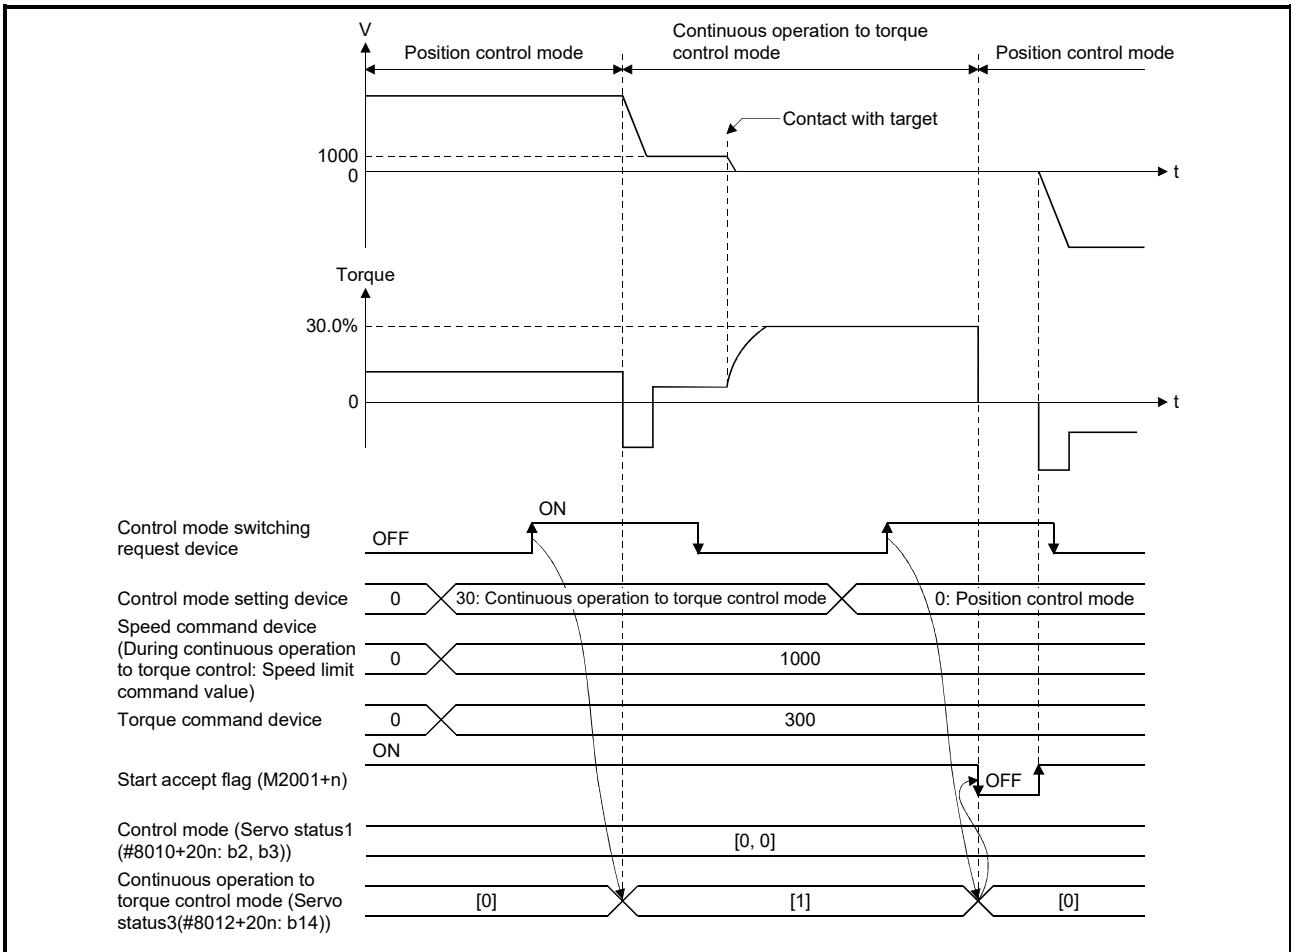 V
Continuous operation to torque
control mode
Position control mode
Position control mode
Contact with target
1000
0
t
Torque
30.0%
0
t
ON
Control mode switching
request device
OFF
Control mode setting device
0
30: Continuous operation to torque control mode
0: Position control mode
Speed command device
(During continuous operation
to torque control: Speed limit
command value)
0
1000
Torque command device
0
300
ON
Start accept flag (M2001+n)
OFF
Control mode (Servo status1
(#8010+20n: b2, b3))
[0, 0]
Continuous operation to
torque control mode (Servo
status3(#8012+20n: b14))
[0]
[1]
[0]